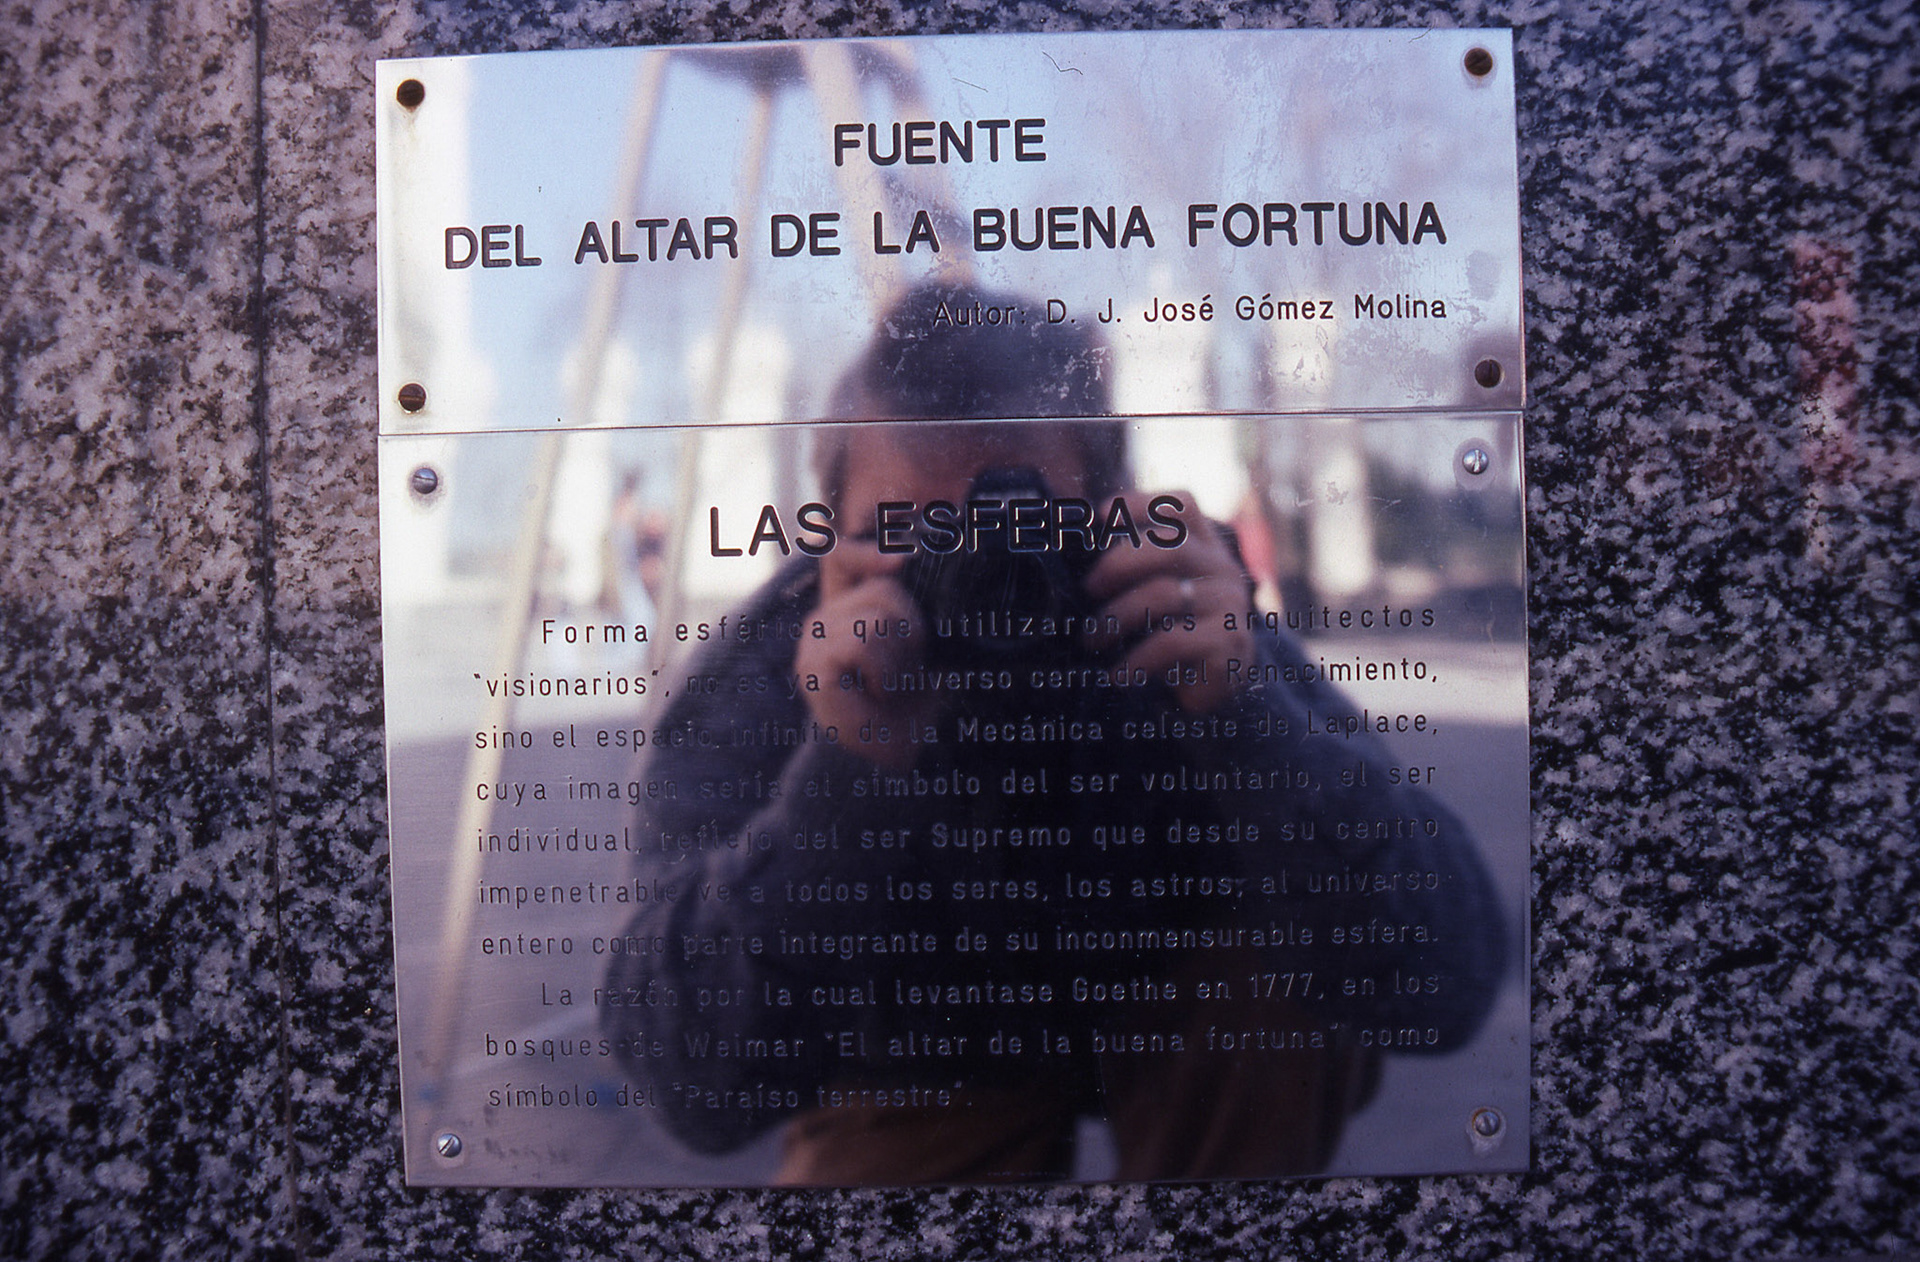 FUENTE
DEL ALTAR DE LA BUENA FORTUNA
Autor: D. J. José Gómez Molina
LAS ESFERAS
Forma esférica que utilizaron los arquitectos
"visionarios", no es ya el universo cerrado del Renacimiento,
sino el espacio infinito de la Mecánica celeste de Laplace,
cuya imagen sería el símbolo del ser voluntario, el ser
individual, reflejo del ser Supremo que desde su centro
impenetrable ve a todos los seres, los astros, al universo
entero como parte integrante de su inconmensurable esfera.
La razón por la cual levantase Goethe en 1777, en los
bosques de Weimar "El altar de la buena fortuna" como
símbolo del "Paraíso terrestre".